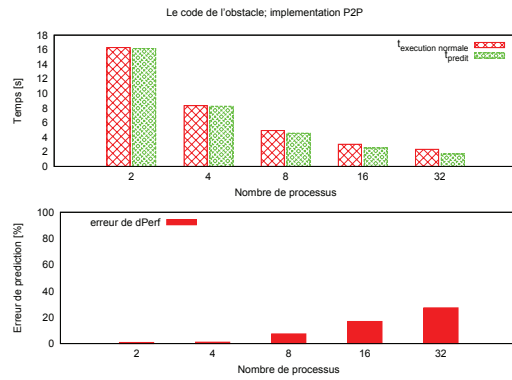 Le code de l'obstacle; implementation P2P
t execution normale
t predit
Temps [s]
18
16
14
12
10
8
6
4
2
0
2 4 8 16 32
Nombre de processus
erreur de dPerf
Erreur de prediction [%]
100
80
60
40
20
0
2 4 8 16 32
Nombre de processus